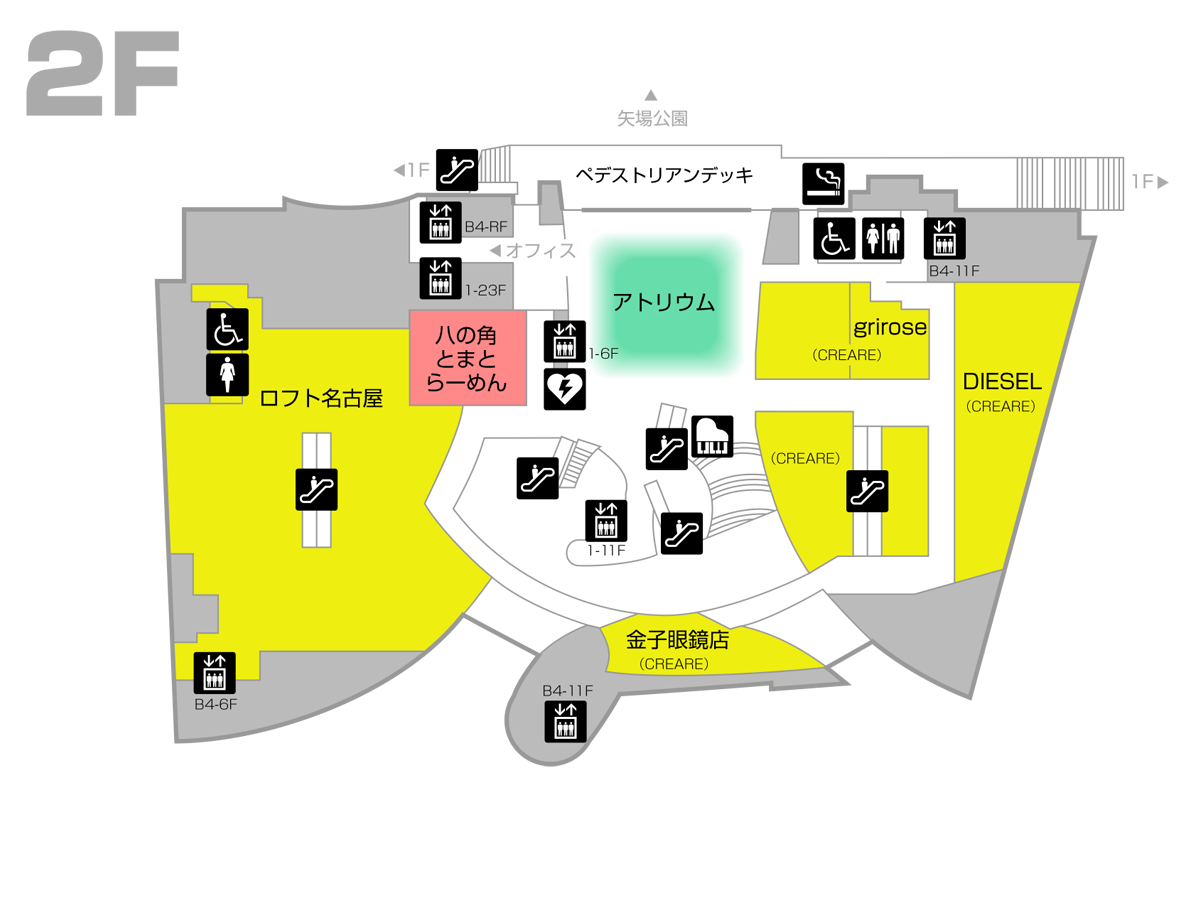 2F
矢場公園
1F
ペデストリアンデッキ
1F
B4-RF
オフィス
B4-11F
1-23F
アトリウム
grirose
(CREARE)
1-6F
八の角
とまと
らーめん
ロフト名古屋
DIESEL
(CREARE)
(CREARE)
1-11F
金子眼鏡店
(CREARE)
B4-11F
B4-6F